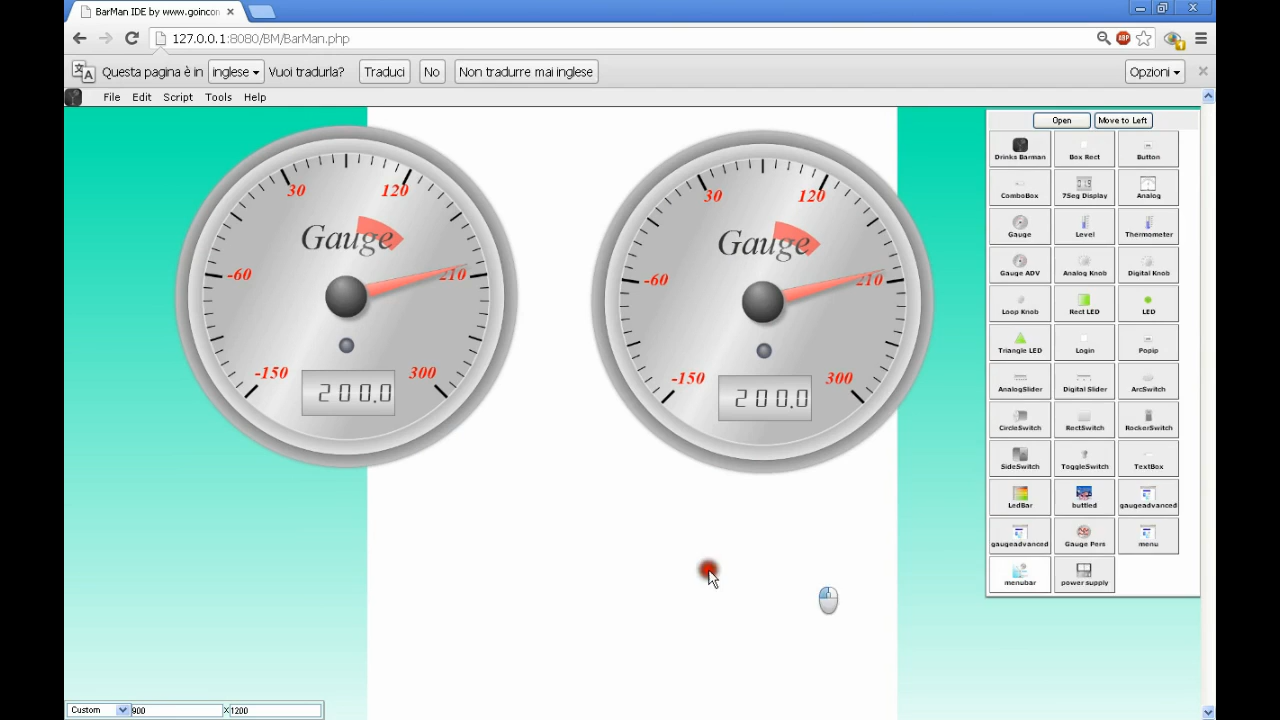 BarMan IDE by www.goincon
127.0.0.1:8080/BM/BarMan.php
ABP
Questa pagina è in inglese Vuoi tradurla? Traduci No Non tradurre mai inglese Opzioni
File Edit Script Tools Help
Open Move to Left
Drinks Barman Box Rect Button
ComboBox 7Seg Display Analog
Gauge Level Thermometer
Gauge ADV Analog Knob Digital Knob
Loop Knob Rect LED LED
Triangle LED Login Popip
AnalogSlider Digital Slider ArcSwitch
CircleSwitch RectSwitch RockerSwitch
SideSwitch ToggleSwitch TextBox
LedBar buttled gaugeadvanced
gaugeadvanced Gauge Pers menu
menubar power supply
30 120
Gauge
-60 210
-150 300
200.0
30 120
Gauge
-60 210
-150 300
200.0
Custom 900 x 1200